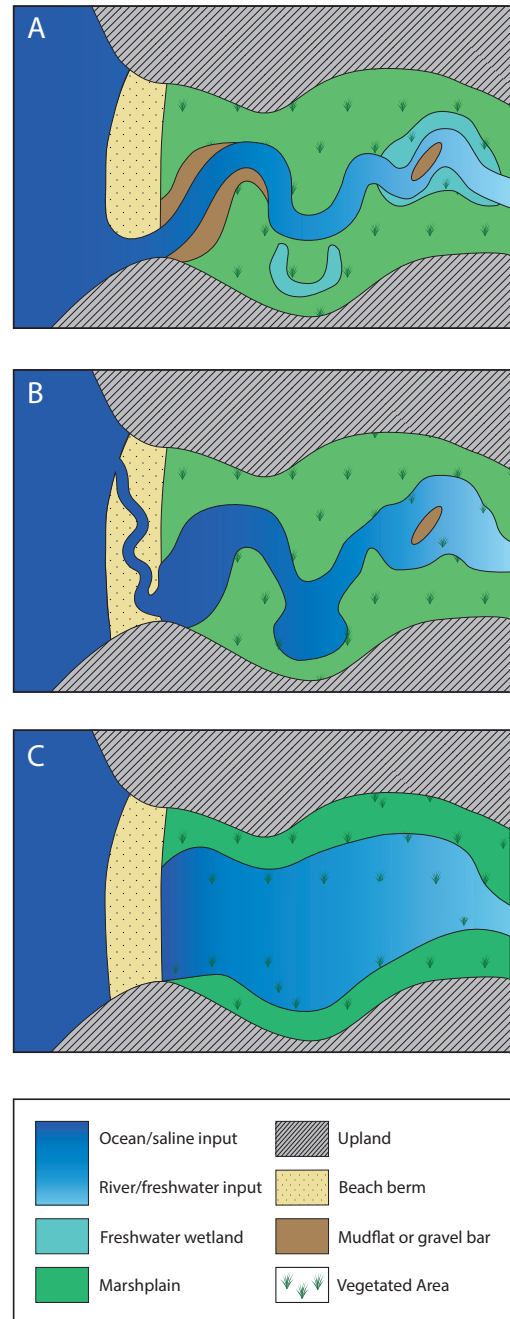 A
B
C
Ocean/saline input
River/freshwater input
Freshwater wetland
Marshplain
Upland
Beach berm
Mudflat or gravel bar
Vegetated Area